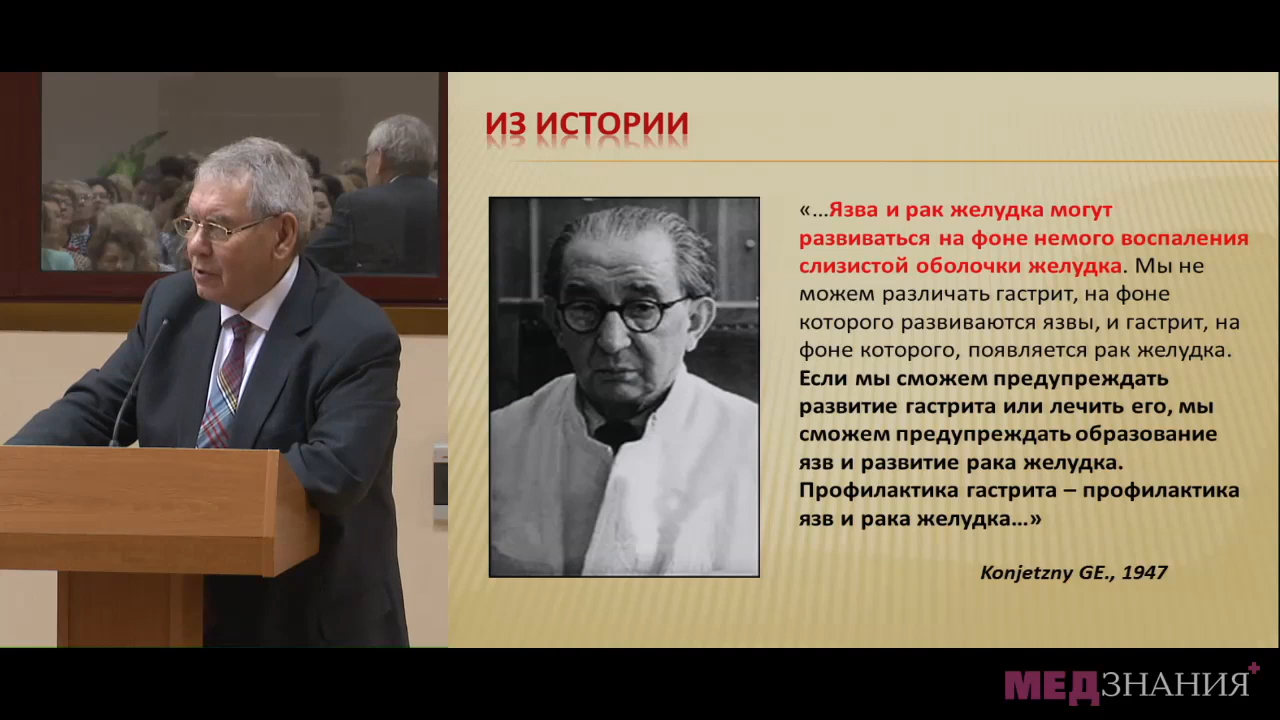 ИЗ ИСТОРИИ
«…Язва и рак желудка могут
развиваться на фоне немого воспаления
слизистой оболочки желудка. Мы не
можем различать гастрит, на фоне
которого развиваются язвы, и гастрит, на
фоне которого, появляется рак желудка.
Если мы сможем предупреждать
развитие гастрита или лечить его, мы
сможем предупреждать образование
язв и развитие рака желудка.
Профилактика гастрита – профилактика
язв и рака желудка…»
Konjetzny GE., 1947
МЕДЗНАНИЯ+